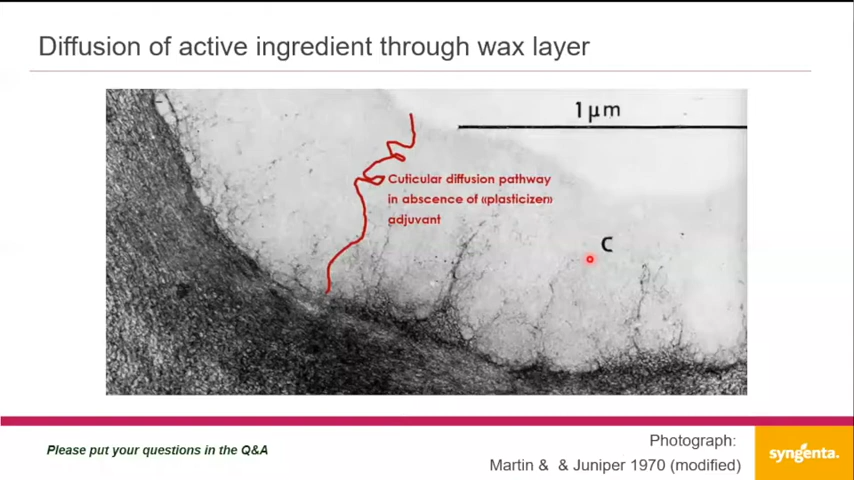 Diffusion of active ingredient through wax layer
1 μm
Cuticular diffusion pathway
in abscence of «plasticizer»
adjuvant
C
Please put your questions in the Q&A
Photograph:
Martin & & Juniper 1970 (modified)
syngenta.